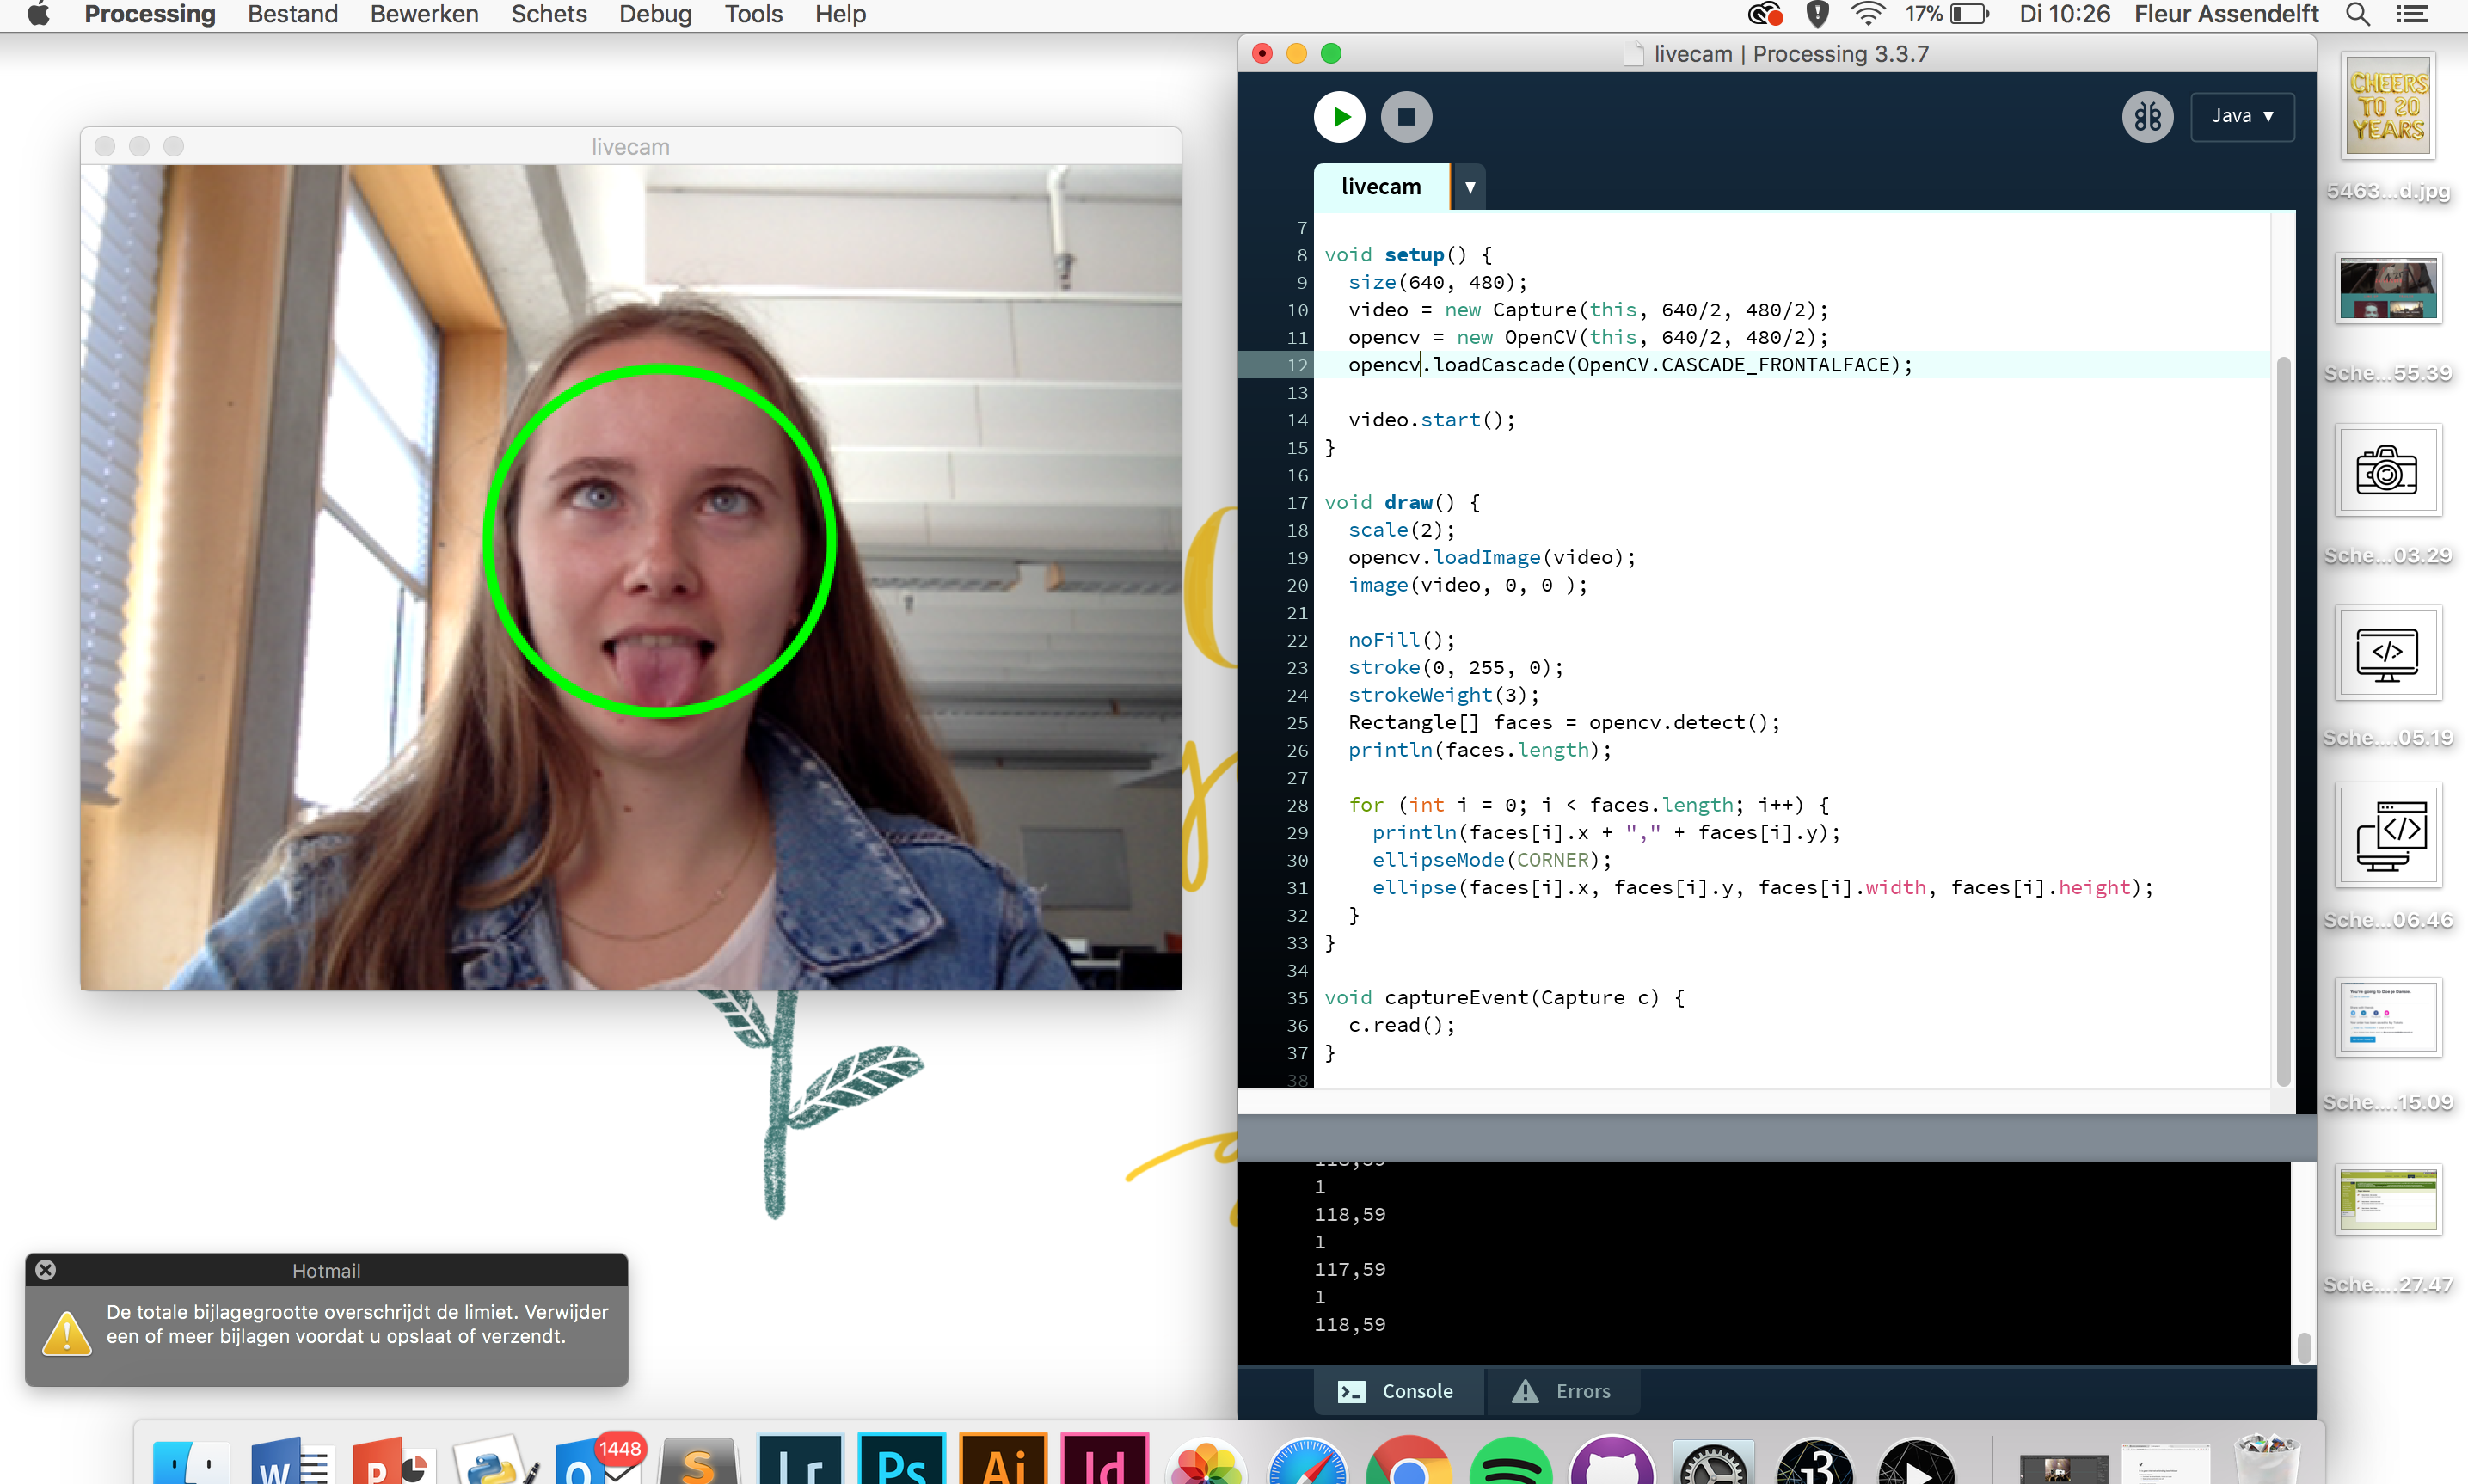 Processing Bestand Bewerken Schets Debug Tools Help
17% Di 10:26 Fleur Assendelft
livecam
livecam | Processing 3.3.7
Java ▼
livecam ▼
7
8 void setup() {
9 size(640, 480);
10 video = new Capture(this, 640/2, 480/2);
11 opencv = new OpenCV(this, 640/2, 480/2);
12 opencv.loadCascade(OpenCV.CASCADE_FRONTALFACE);
13
14 video.start();
15 }
16
17 void draw() {
18 scale(2);
19 opencv.loadImage(video);
20 image(video, 0, 0 );
21
22 noFill();
23 stroke(0, 255, 0);
24 strokeWeight(3);
25 Rectangle[] faces = opencv.detect();
26 println(faces.length);
27
28 for (int i = 0; i < faces.length; i++) {
29 println(faces[i].x + "," + faces[i].y);
30 ellipseMode(CORNER);
31 ellipse(faces[i].x, faces[i].y, faces[i].width, faces[i].height);
32 }
33 }
34
35 void captureEvent(Capture c) {
36 c.read();
37 }
38
118,59
1
118,59
1
117,59
1
118,59
Console Errors
CHEERS
TO 20
YEARS
5463...d.jpg
Sche...55.39
Sche...03.29
</>
Sche....05.19
</>
Sche...06.46
Sche....15.09
Sche....27.47
Hotmail
De totale bijlagegrootte overschrijdt de limiet. Verwijder
een of meer bijlagen voordat u opslaat of verzendt.
W P O 1448 S Lr Ps Ai Id i3